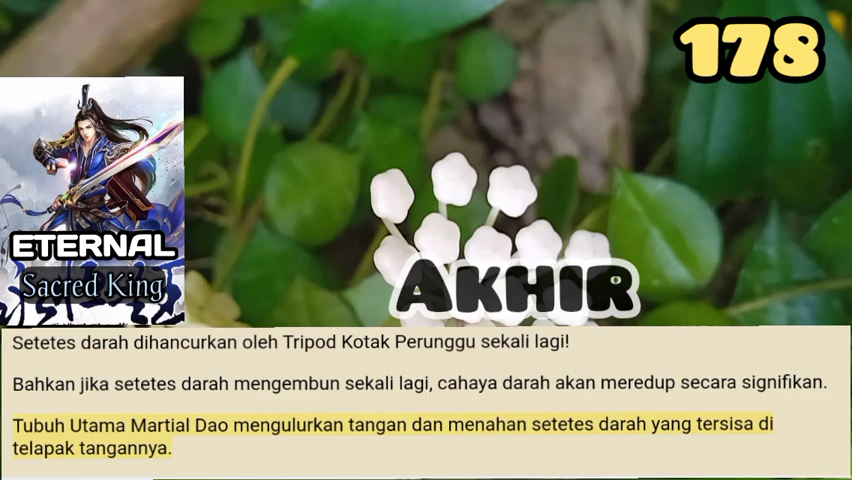 178
ETERNAL
Sacred King
AKHIR
Setetes darah dihancurkan oleh Tripod Kotak Perunggu sekali lagi!
Bahkan jika setetes darah mengembun sekali lagi, cahaya darah akan meredup secara signifikan.
Tubuh Utama Martial Dao mengulurkan tangan dan menahan setetes darah yang tersisa di
telapak tangannya.